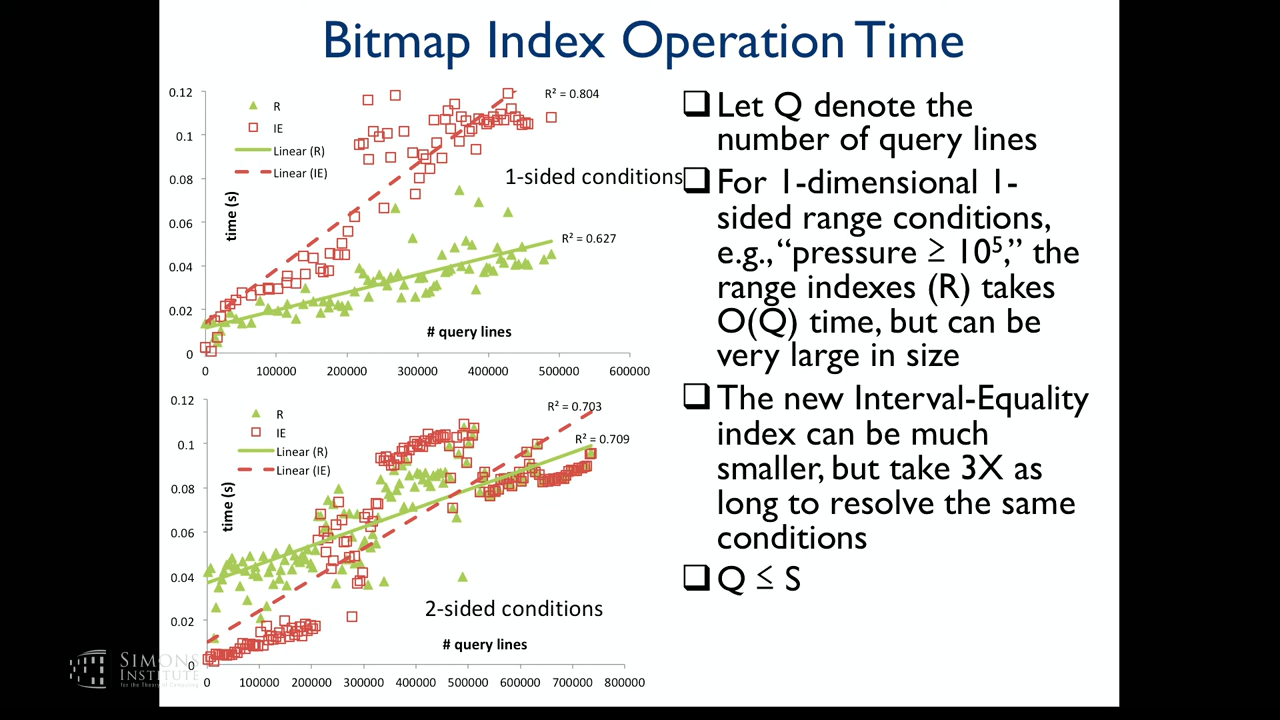 Bitmap Index Operation Time
0.12
0.1
0.08
0.06
0.04
0.02
0
time (s)
R
IE
Linear (R)
Linear (IE)
R² = 0.804
1-sided conditions
R² = 0.627
# query lines
0 100000 200000 300000 400000 500000 600000
0.12
0.1
0.08
0.06
0.04
0.02
0
time (s)
R
IE
Linear (R)
Linear (IE)
R² = 0.703
R² = 0.709
2-sided conditions
# query lines
0 100000 200000 300000 400000 500000 600000 700000 800000
❑ Let Q denote the
number of query lines
❑ For 1-dimensional 1-
sided range conditions,
e.g., “pressure ≥ 10⁵,” the
range indexes (R) takes
O(Q) time, but can be
very large in size
❑ The new Interval-Equality
index can be much
smaller, but take 3X as
long to resolve the same
conditions
❑ Q ≤ S
SIMONS
INSTITUTE
for the Theory of Computing